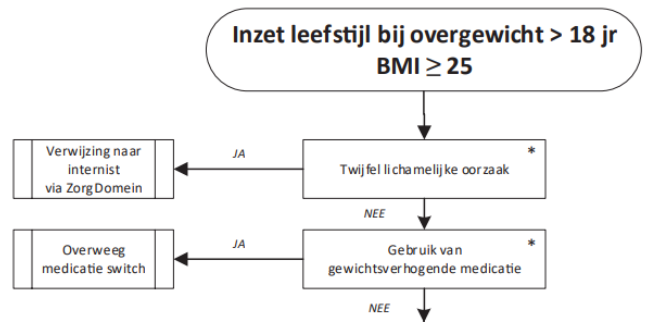 Inzet leefstijl bij overgewicht > 18 jr
BMI ≥ 25
Verwijzing naar
internist
via ZorgDomein
JA
Twijfel lichamelijke oorzaak
*
NEE
Overweeg
medicatie switch
JA
Gebruik van
gewichtsverhogende medicatie
*
NEE